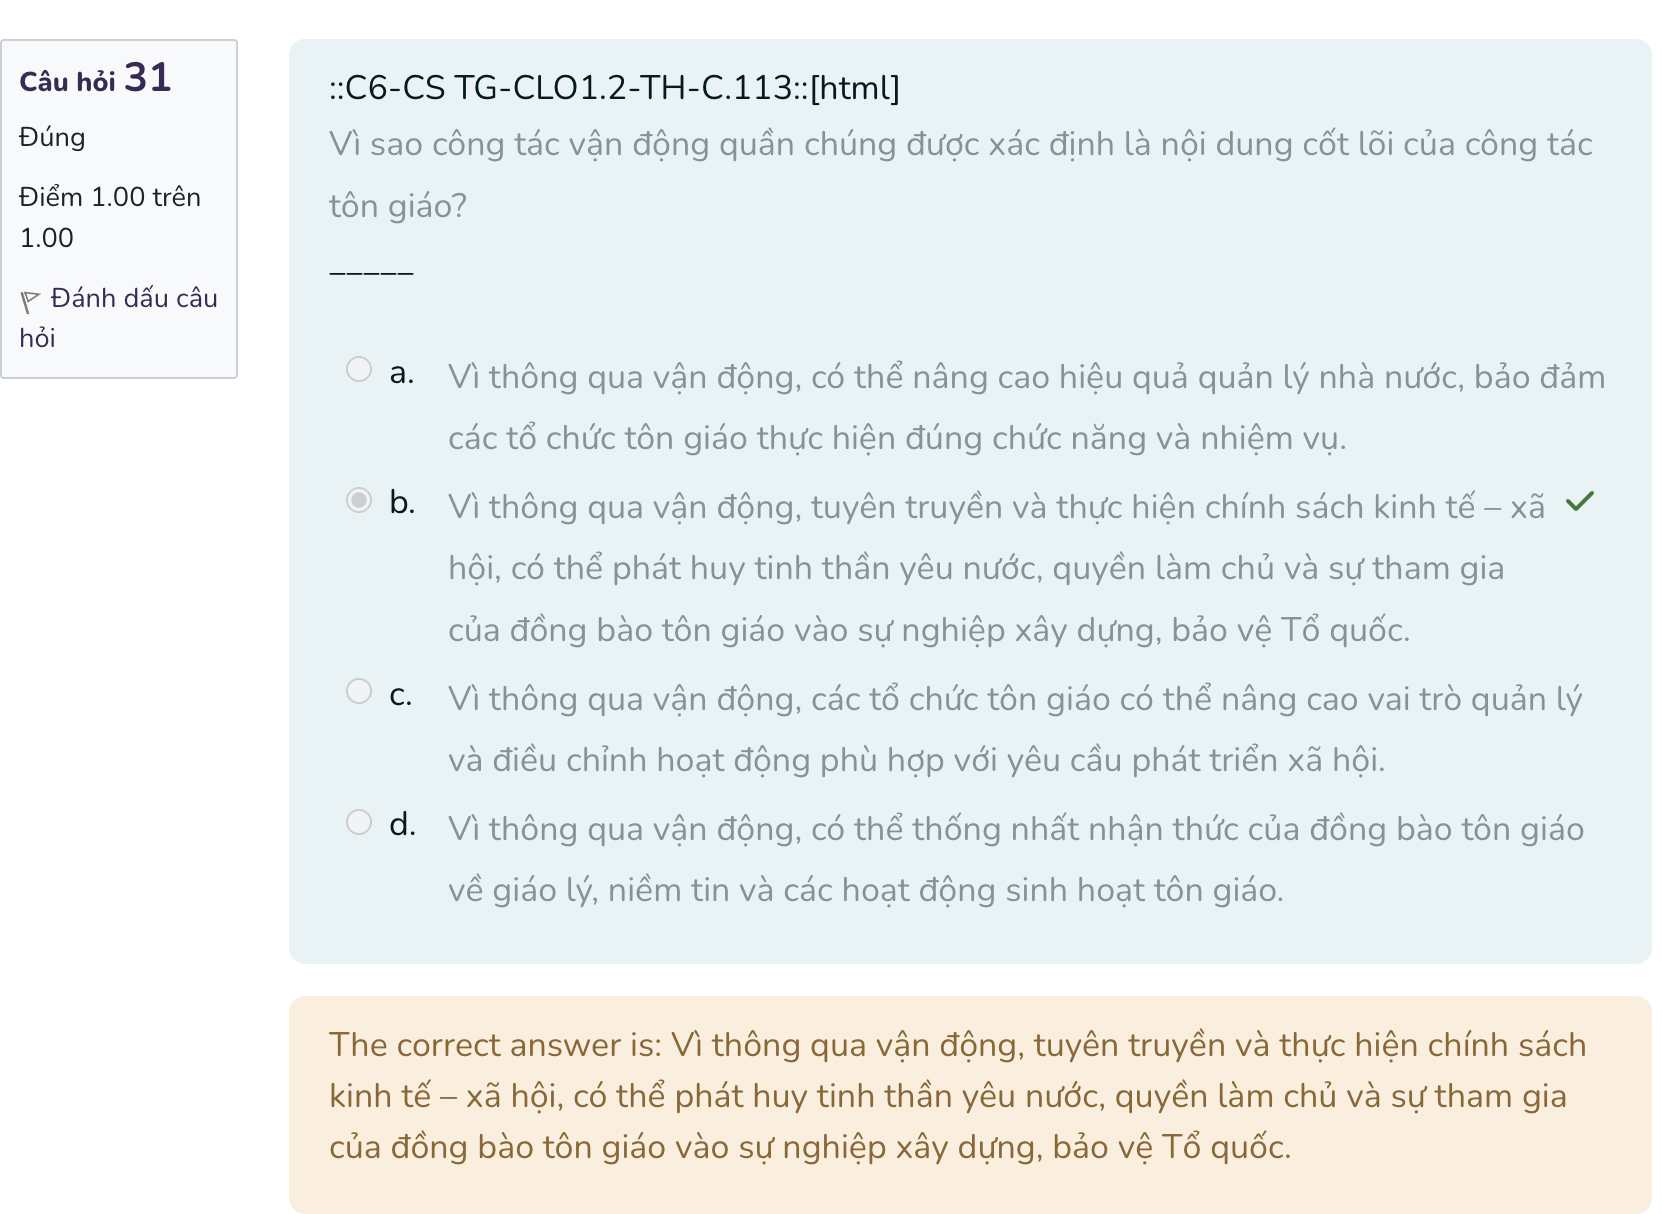 Câu hỏi 31
Đúng
Điểm 1.00 trên
1.00
Đánh dấu câu
hỏi
::C6-CS TG-CLO1.2-TH-C.113::[html]
Vì sao công tác vận động quần chúng được xác định là nội dung cốt lõi của công tác
tôn giáo?
_____
a. Vì thông qua vận động, có thể nâng cao hiệu quả quản lý nhà nước, bảo đảm
các tổ chức tôn giáo thực hiện đúng chức năng và nhiệm vụ.
b. Vì thông qua vận động, tuyên truyền và thực hiện chính sách kinh tế – xã
hội, có thể phát huy tinh thần yêu nước, quyền làm chủ và sự tham gia
của đồng bào tôn giáo vào sự nghiệp xây dựng, bảo vệ Tổ quốc.
c. Vì thông qua vận động, các tổ chức tôn giáo có thể nâng cao vai trò quản lý
và điều chỉnh hoạt động phù hợp với yêu cầu phát triển xã hội.
d. Vì thông qua vận động, có thể thống nhất nhận thức của đồng bào tôn giáo
về giáo lý, niềm tin và các hoạt động sinh hoạt tôn giáo.
The correct answer is: Vì thông qua vận động, tuyên truyền và thực hiện chính sách
kinh tế – xã hội, có thể phát huy tinh thần yêu nước, quyền làm chủ và sự tham gia
của đồng bào tôn giáo vào sự nghiệp xây dựng, bảo vệ Tổ quốc.